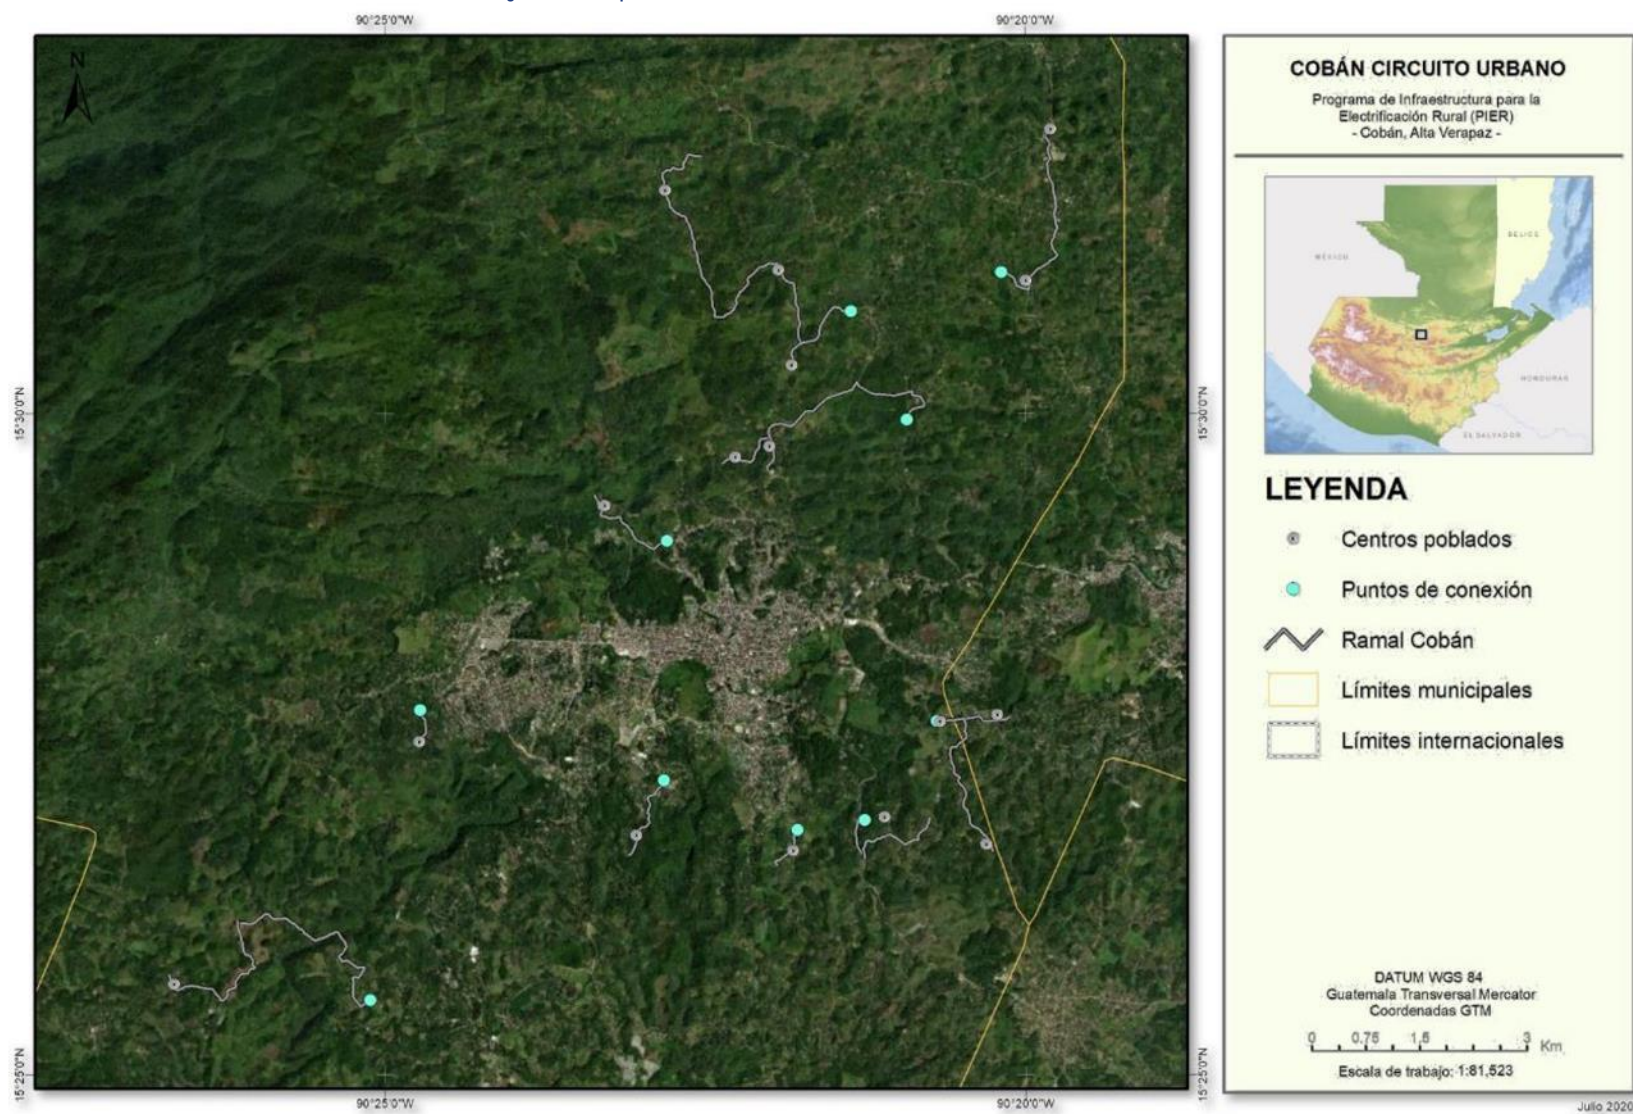 90°25'0"W
90°20'0"W
N
15°30'0"N
15°30'0"N
15°25'0"N
15°25'0"N
90°25'0"W
90°20'0"W
COBÁN CIRCUITO URBANO
Programa de Infraestructura para la
Electrificación Rural (PIER)
- Cobán, Alta Verapaz -
MÉXICO
BELICE
HONDURAS
EL SALVADOR
LEYENDA
Centros poblados
Puntos de conexión
Ramal Cobán
Límites municipales
Límites internacionales
DATUM WGS 84
Guatemala Transversal Mercator
Coordenadas GTM
0 0.75 1.5 3 Km
Escala de trabajo: 1:81,523
Julio 2020